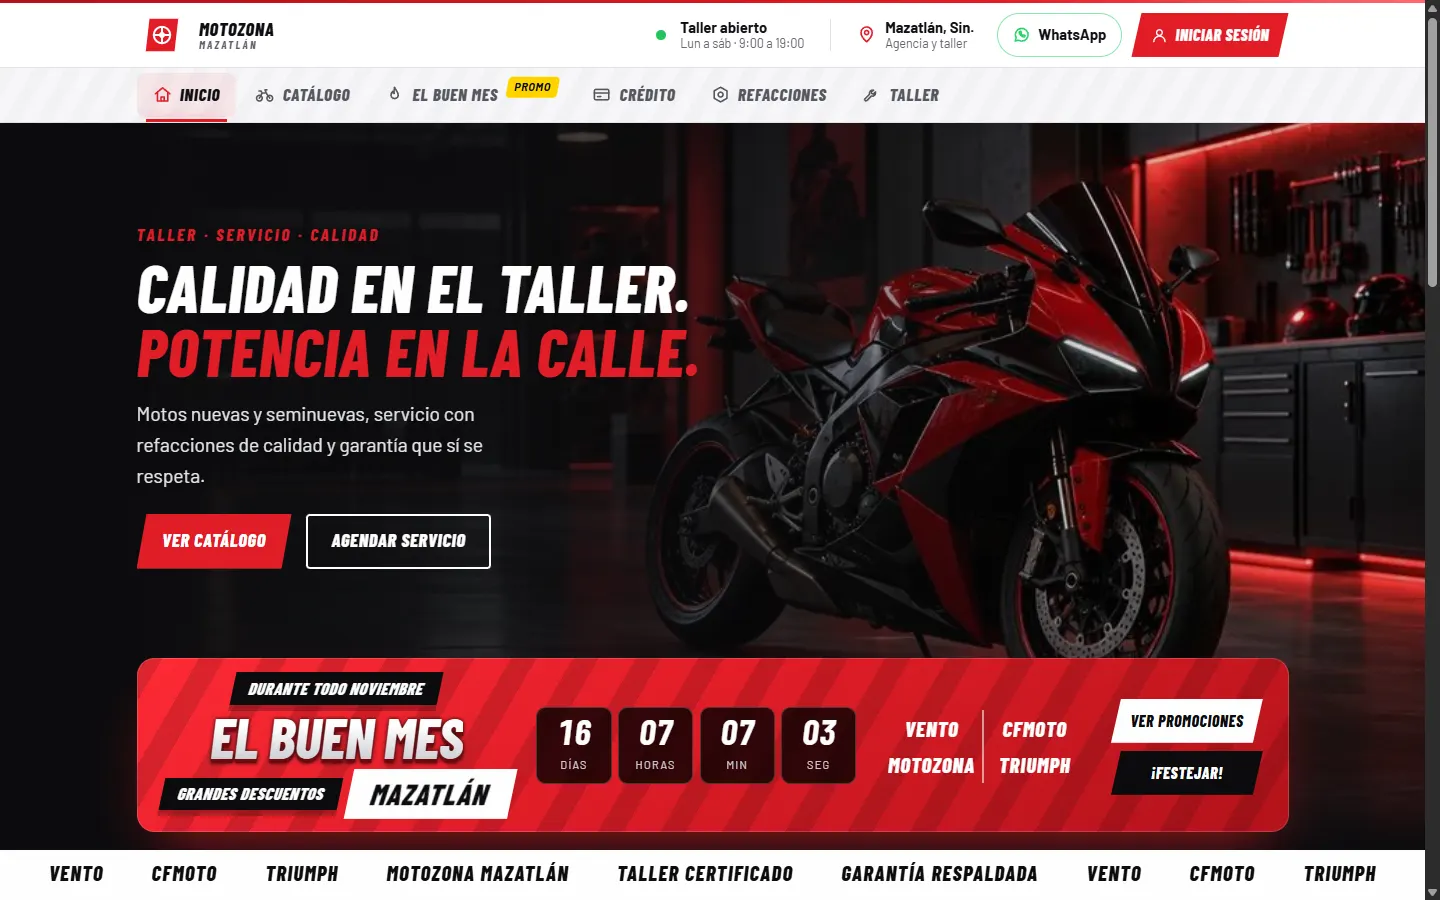 MOTOZONA
MAZATLÁN
Taller abierto
Lun a sáb · 9:00 a 19:00
Mazatlán, Sin.
Agencia y taller
WhatsApp
INICIAR SESIÓN
INICIO
CATÁLOGO
EL BUEN MES
PROMO
CRÉDITO
REFACCIONES
TALLER
TALLER · SERVICIO · CALIDAD
CALIDAD EN EL TALLER.
POTENCIA EN LA CALLE.
Motos nuevas y seminuevas, servicio con
refacciones de calidad y garantía que sí se
respeta.
VER CATÁLOGO
AGENDAR SERVICIO
DURANTE TODO NOVIEMBRE
EL BUEN MES
GRANDES DESCUENTOS
MAZATLÁN
16
DÍAS
07
HORAS
07
MIN
03
SEG
VENTO
CFMOTO
MOTOZONA
TRIUMPH
VER PROMOCIONES
¡FESTEJAR!
VENTO CFMOTO TRIUMPH MOTOZONA MAZATLÁN TALLER CERTIFICADO GARANTÍA RESPALDADA VENTO CFMOTO TRIUMPH